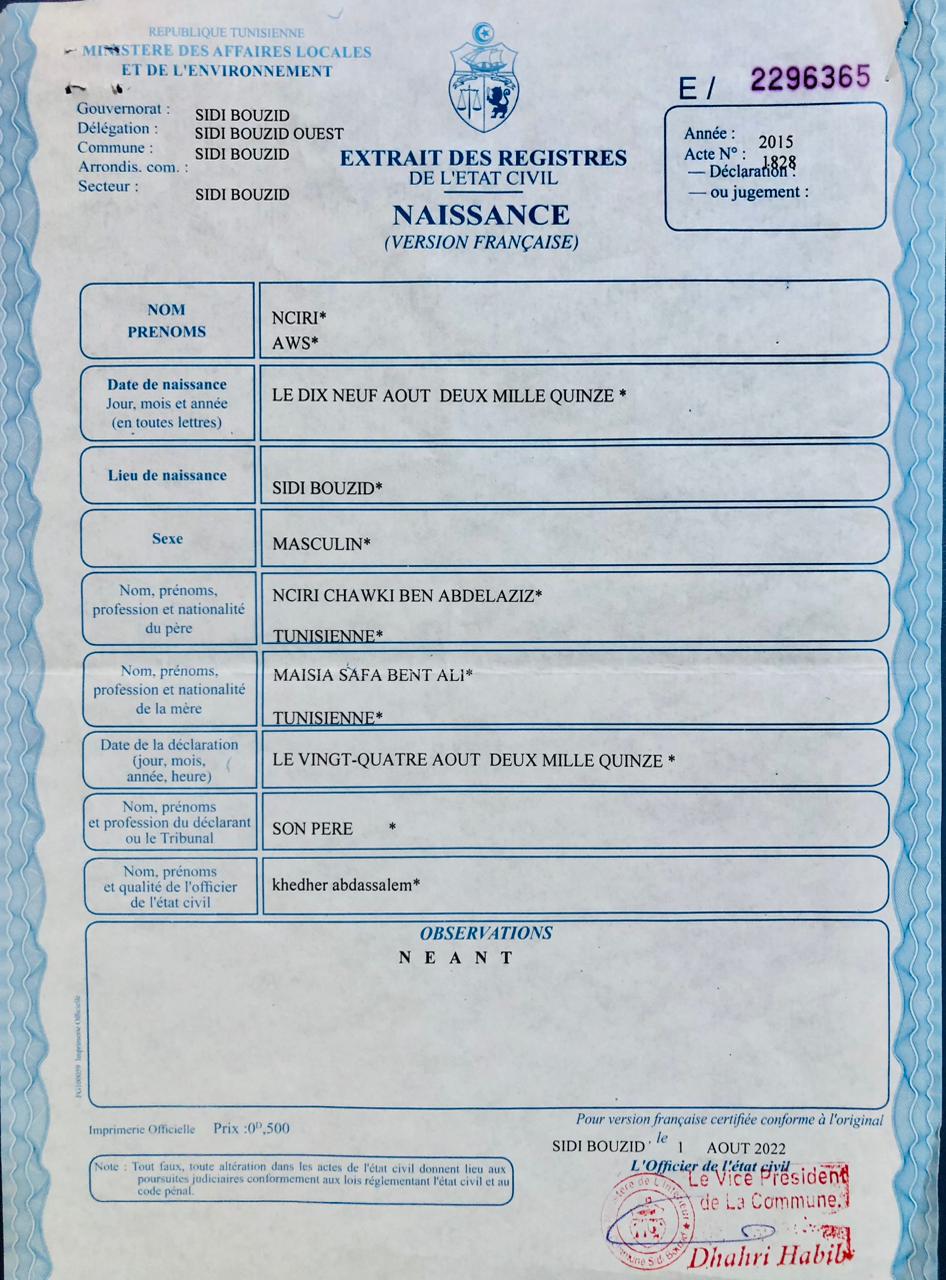 REPUBLIQUE TUNISIENNE
MINISTERE DES AFFAIRES LOCALES
ET DE L'ENVIRONNEMENT
E / 2296365
Gouvernorat : SIDI BOUZID
Délégation : SIDI BOUZID OUEST
Commune : SIDI BOUZID
Arrondis. com. :
Secteur : SIDI BOUZID
EXTRAIT DES REGISTRES
DE L'ETAT CIVIL
NAISSANCE
(VERSION FRANÇAISE)
Année : 2015
Acte N° : 1828
— Déclaration :
— ou jugement :
NOM
PRENOMS
NCIRI*
AWS*
Date de naissance
Jour, mois et année
(en toutes lettres)
LE DIX NEUF AOUT DEUX MILLE QUINZE *
Lieu de naissance
SIDI BOUZID*
Sexe
MASCULIN*
Nom, prénoms,
profession et nationalité
du père
NCIRI CHAWKI BEN ABDELAZIZ*
TUNISIENNE*
Nom, prénoms,
profession et nationalité
de la mère
MAISIA SAFA BENT ALI*
TUNISIENNE*
Date de la déclaration
(jour, mois,
année, heure)
LE VINGT-QUATRE AOUT DEUX MILLE QUINZE *
Nom, prénoms
et profession du déclarant
ou le Tribunal
SON PERE *
Nom, prénoms
et qualité de l'officier
de l'état civil
khedher abdassalem*
OBSERVATIONS
N E A N T
Imprimerie Officielle
Imprimerie Officielle Prix :0ᴰ,500
Pour version française certifiée conforme à l'original
SIDI BOUZID le 1 AOUT 2022
L'Officier de l'état civil
Note : Tout faux, toute altération dans les actes de l'état civil donnent lieu aux
poursuites judiciaires conformement aux lois réglementant l'état civil et au
code pénal.
Le Vice Président
de La Commune
Dhahri Habib